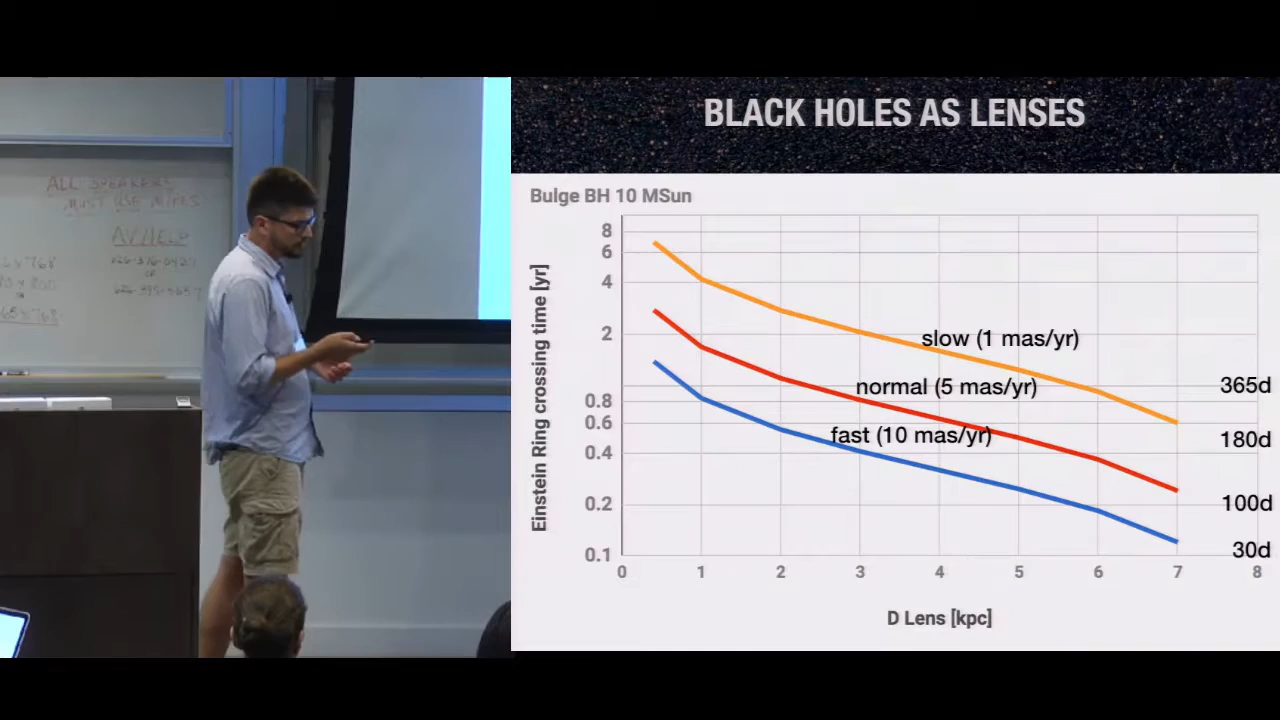 ALL SPEAKERS
MUST USE MICS
AV HELP
OR
BLACK HOLES AS LENSES
Bulge BH 10 MSun
Einstein Ring crossing time [yr]
8
6
4
2
0.8
0.6
0.4
0.2
0.1
slow (1 mas/yr)
normal (5 mas/yr)
fast (10 mas/yr)
365d
180d
100d
30d
0 1 2 3 4 5 6 7 8
D Lens [kpc]